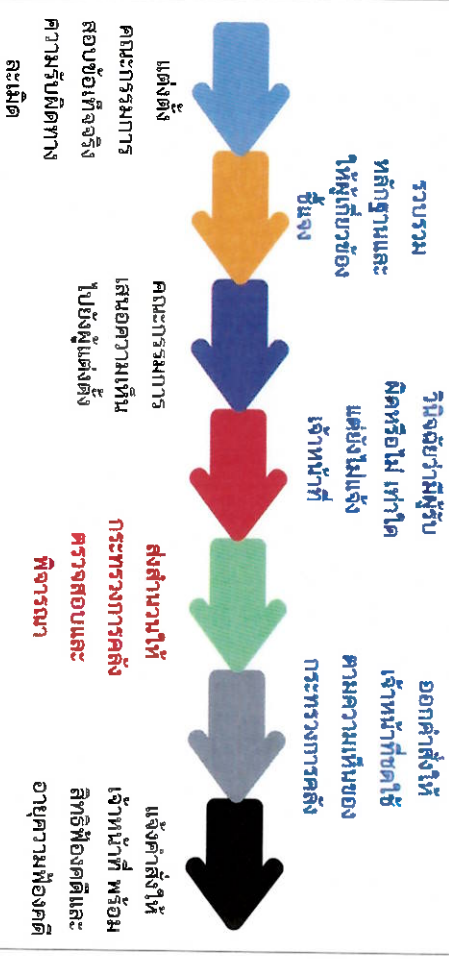 แต่งตั้ง
คณะกรรมการ
สอบข้อเท็จจริง
ความรับผิดทาง
ละเมิด
รวบรวม
หลักฐานและ
ให้ผู้เกี่ยวข้อง
ชี้แจง
คณะกรรมการ
เสนอความเห็น
ไปยังผู้แต่งตั้ง
วินิจฉัยว่ามีผู้รับ
ผิดหรือไม่ เท่าใด
แต่ยังไม่แจ้ง
เจ้าหน้าที่
ส่งสำนวนให้
กระทรวงการคลัง
ตรวจสอบและ
พิจารณา
ออกคำสั่งให้
เจ้าหน้าที่ชดใช้
ตามความเห็นของ
กระทรวงการคลัง
แจ้งคำสั่งให้
เจ้าหน้าที่ พร้อม
สิทธิฟ้องคดีและ
อายุความฟ้องคดี